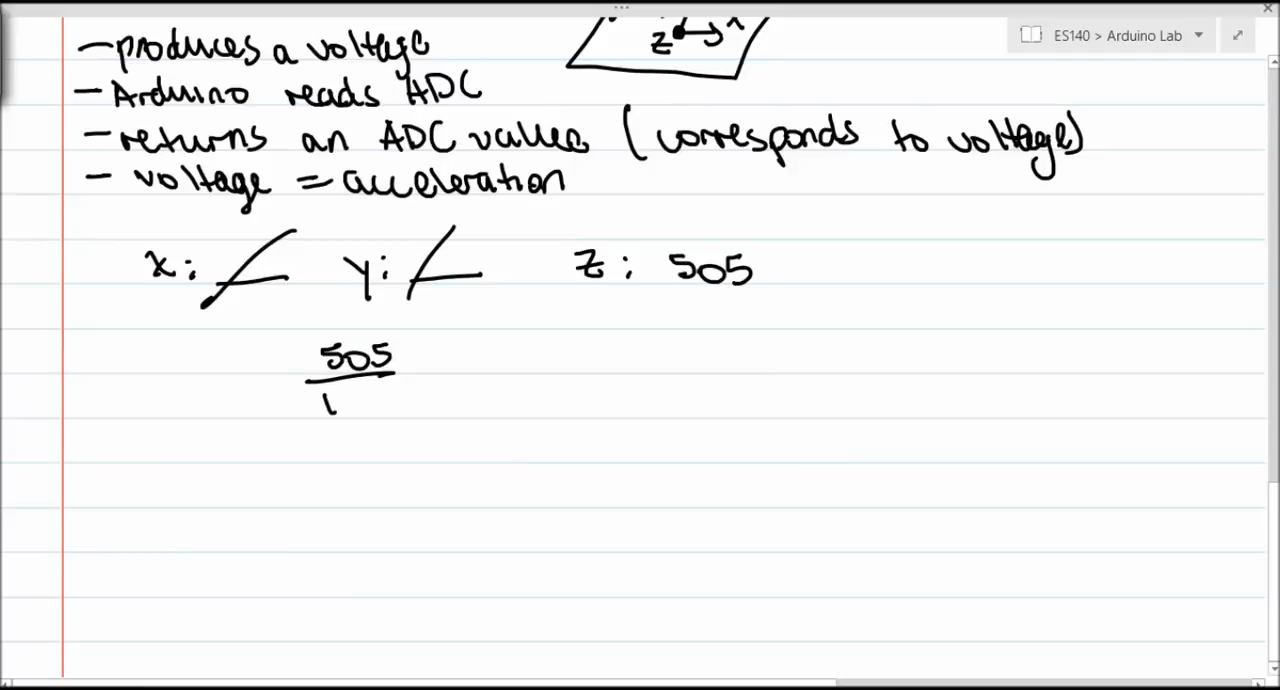 ES140 > Arduino Lab
z x
- produces a voltage
- Arduino reads ADC
- returns an ADC value (corresponds to voltage)
- voltage = acceleration
x: y: z: 505
505
1